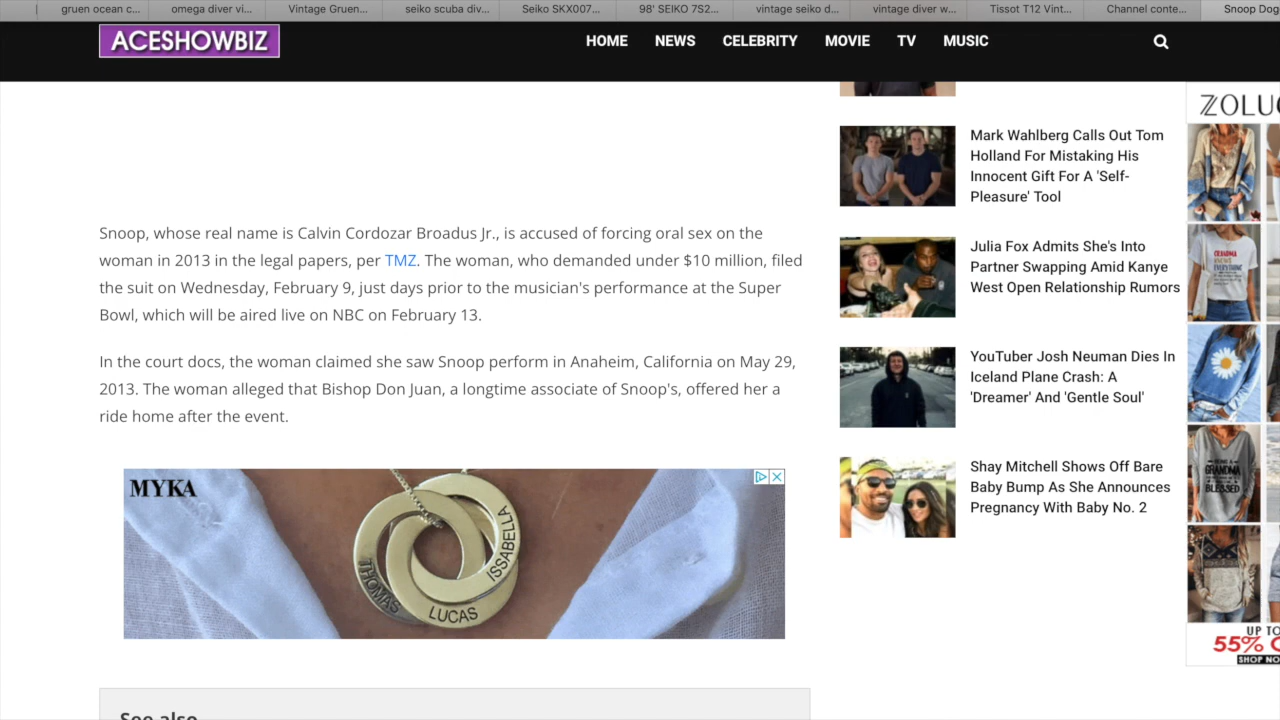 gruen ocean c...
omega diver vi...
Vintage Gruen...
seiko scuba div...
Seiko SKX007...
98' SEIKO 7S2...
vintage seiko d...
vintage diver w...
Tissot T12 Vint...
Channel conte...
Snoop Dog
ACESHOWBIZ
HOME NEWS CELEBRITY MOVIE TV MUSIC
Snoop, whose real name is Calvin Cordozar Broadus Jr., is accused of forcing oral sex on the
woman in 2013 in the legal papers, per TMZ. The woman, who demanded under $10 million, filed
the suit on Wednesday, February 9, just days prior to the musician's performance at the Super
Bowl, which will be aired live on NBC on February 13.
In the court docs, the woman claimed she saw Snoop perform in Anaheim, California on May 29,
2013. The woman alleged that Bishop Don Juan, a longtime associate of Snoop's, offered her a
ride home after the event.
MYKA
THOMAS
LUCAS
ISSABELLA
See also
Mark Wahlberg Calls Out Tom
Holland For Mistaking His
Innocent Gift For A 'Self-
Pleasure' Tool
Julia Fox Admits She's Into
Partner Swapping Amid Kanye
West Open Relationship Rumors
YouTuber Josh Neuman Dies In
Iceland Plane Crash: A
'Dreamer' And 'Gentle Soul'
Shay Mitchell Shows Off Bare
Baby Bump As She Announces
Pregnancy With Baby No. 2
ZOLUC
GRANDMA
EVERYTHING
GRANDMA
BLESSED
UP TO
55%
SHOP NO